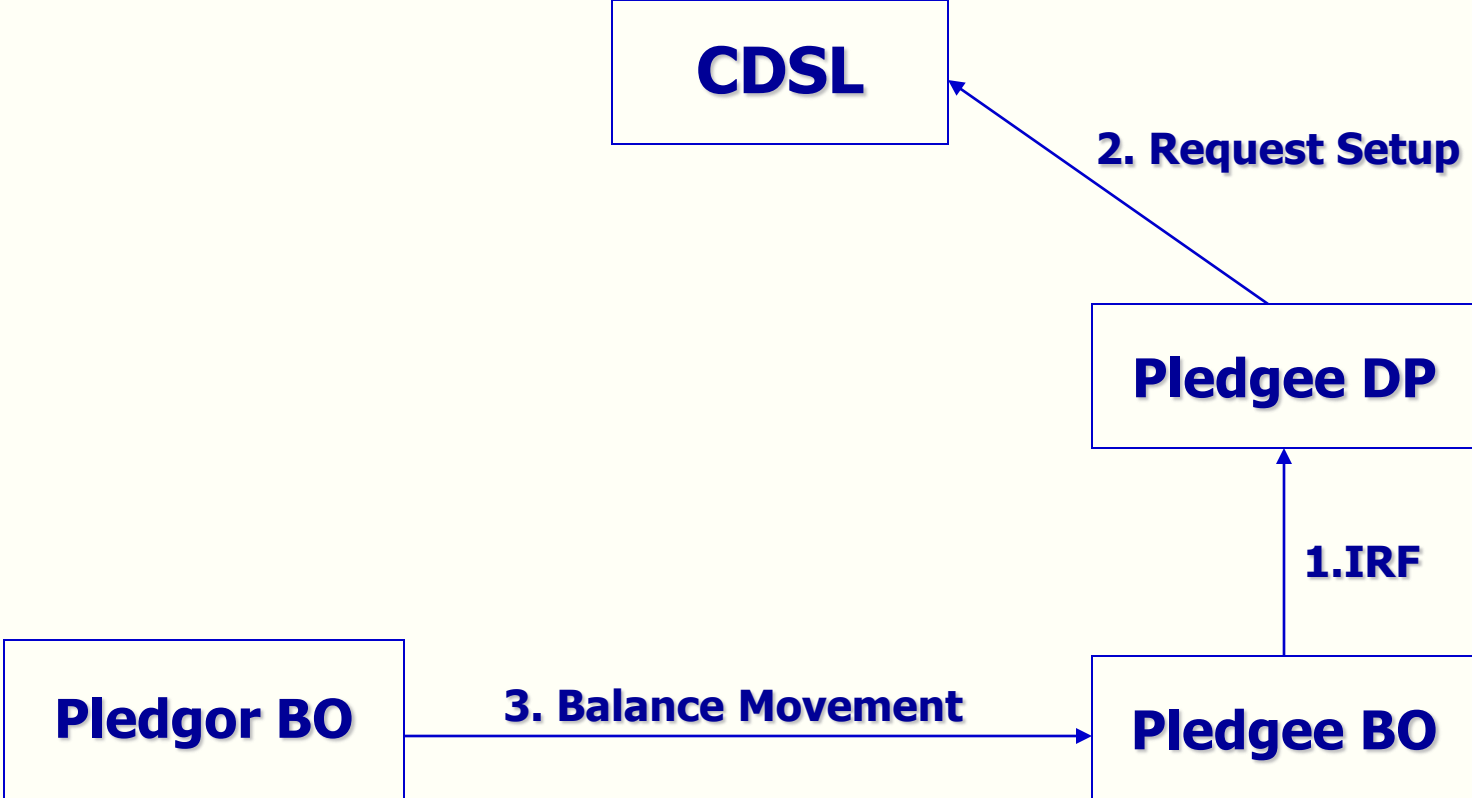 CDSL
2. Request Setup
Pledgee DP
1.IRF
Pledgor BO
3. Balance Movement
Pledgee BO